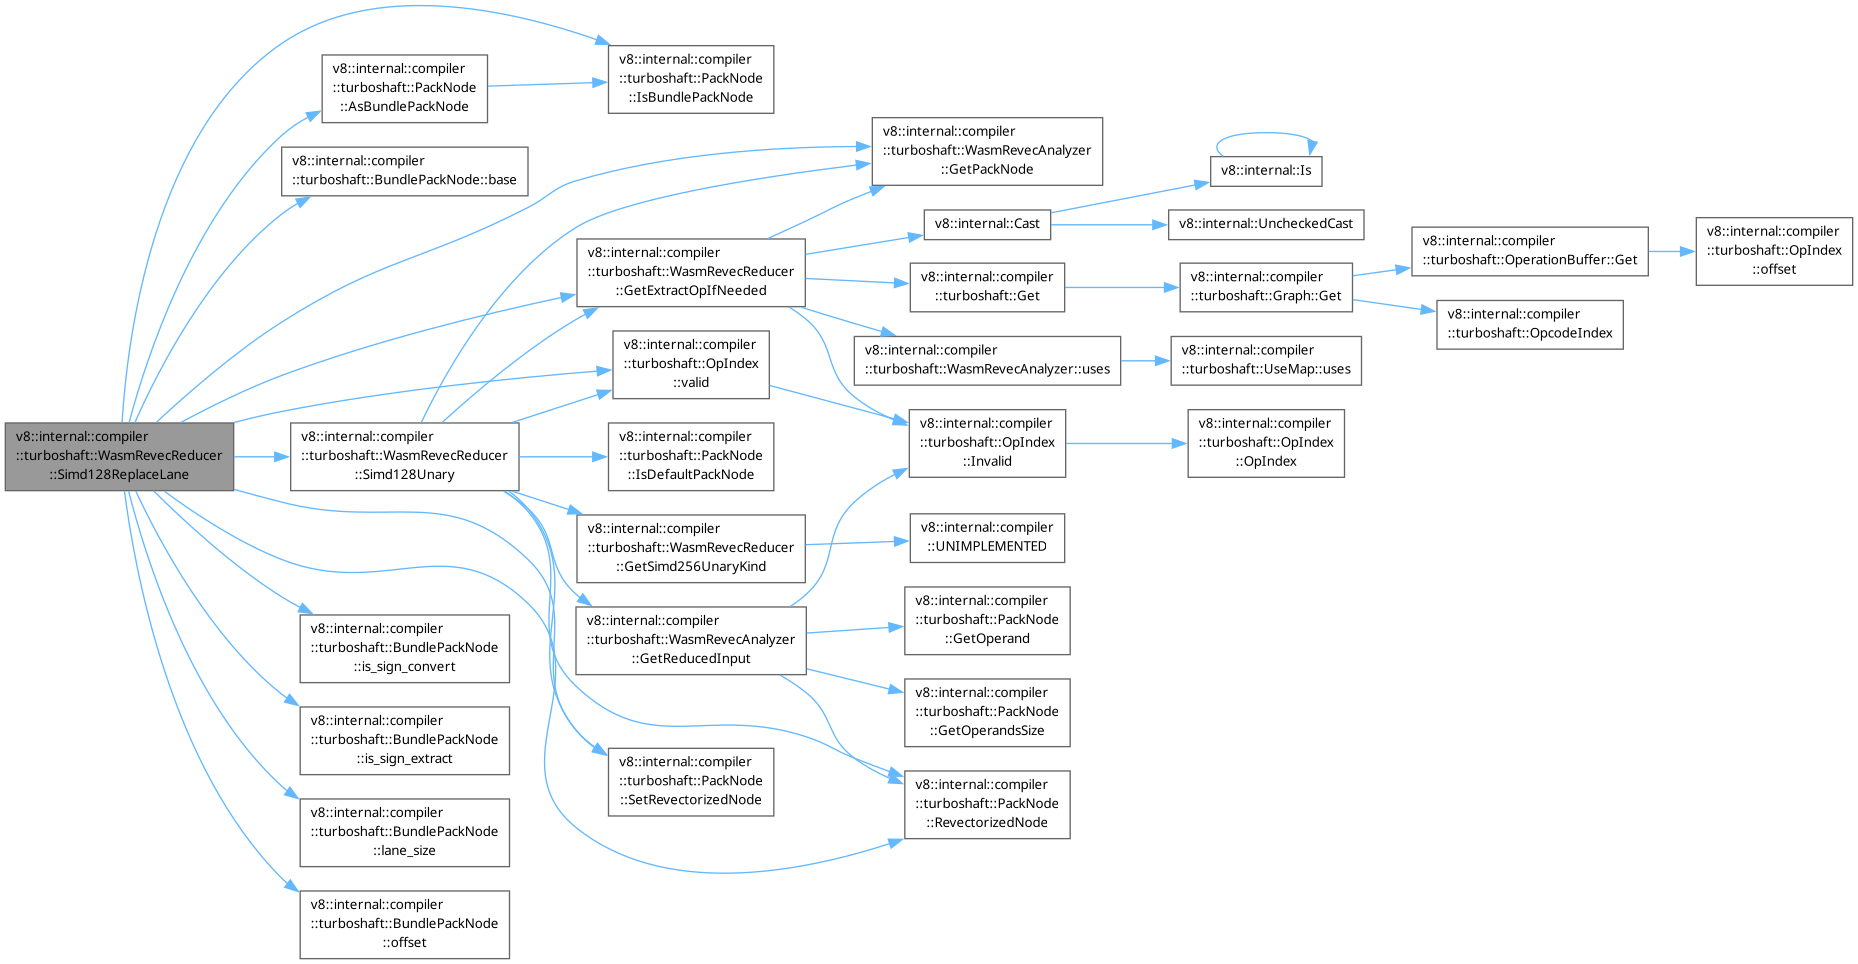 v8::internal::compiler
::turboshaft::WasmRevecReducer
::Simd128ReplaceLane
v8::internal::compiler
::turboshaft::PackNode
::AsBundlePackNode
v8::internal::compiler
::turboshaft::BundlePackNode::base
v8::internal::compiler
::turboshaft::WasmRevecReducer
::Simd128Unary
v8::internal::compiler
::turboshaft::BundlePackNode
::is_sign_convert
v8::internal::compiler
::turboshaft::BundlePackNode
::is_sign_extract
v8::internal::compiler
::turboshaft::BundlePackNode
::lane_size
v8::internal::compiler
::turboshaft::BundlePackNode
::offset
v8::internal::compiler
::turboshaft::PackNode
::IsBundlePackNode
v8::internal::compiler
::turboshaft::WasmRevecReducer
::GetExtractOpIfNeeded
v8::internal::compiler
::turboshaft::OpIndex
::valid
v8::internal::compiler
::turboshaft::PackNode
::IsDefaultPackNode
v8::internal::compiler
::turboshaft::WasmRevecReducer
::GetSimd256UnaryKind
v8::internal::compiler
::turboshaft::WasmRevecAnalyzer
::GetReducedInput
v8::internal::compiler
::turboshaft::PackNode
::SetRevectorizedNode
v8::internal::compiler
::turboshaft::WasmRevecAnalyzer
::GetPackNode
v8::internal::Cast
v8::internal::compiler
::turboshaft::Get
v8::internal::compiler
::turboshaft::WasmRevecAnalyzer::uses
v8::internal::compiler
::turboshaft::OpIndex
::Invalid
v8::internal::compiler
::UNIMPLEMENTED
v8::internal::compiler
::turboshaft::PackNode
::GetOperand
v8::internal::compiler
::turboshaft::PackNode
::GetOperandsSize
v8::internal::compiler
::turboshaft::PackNode
::RevectorizedNode
v8::internal::Is
v8::internal::UncheckedCast
v8::internal::compiler
::turboshaft::Graph::Get
v8::internal::compiler
::turboshaft::UseMap::uses
v8::internal::compiler
::turboshaft::OpIndex
::OpIndex
v8::internal::compiler
::turboshaft::OperationBuffer::Get
v8::internal::compiler
::turboshaft::OpcodeIndex
v8::internal::compiler
::turboshaft::OpIndex
::offset